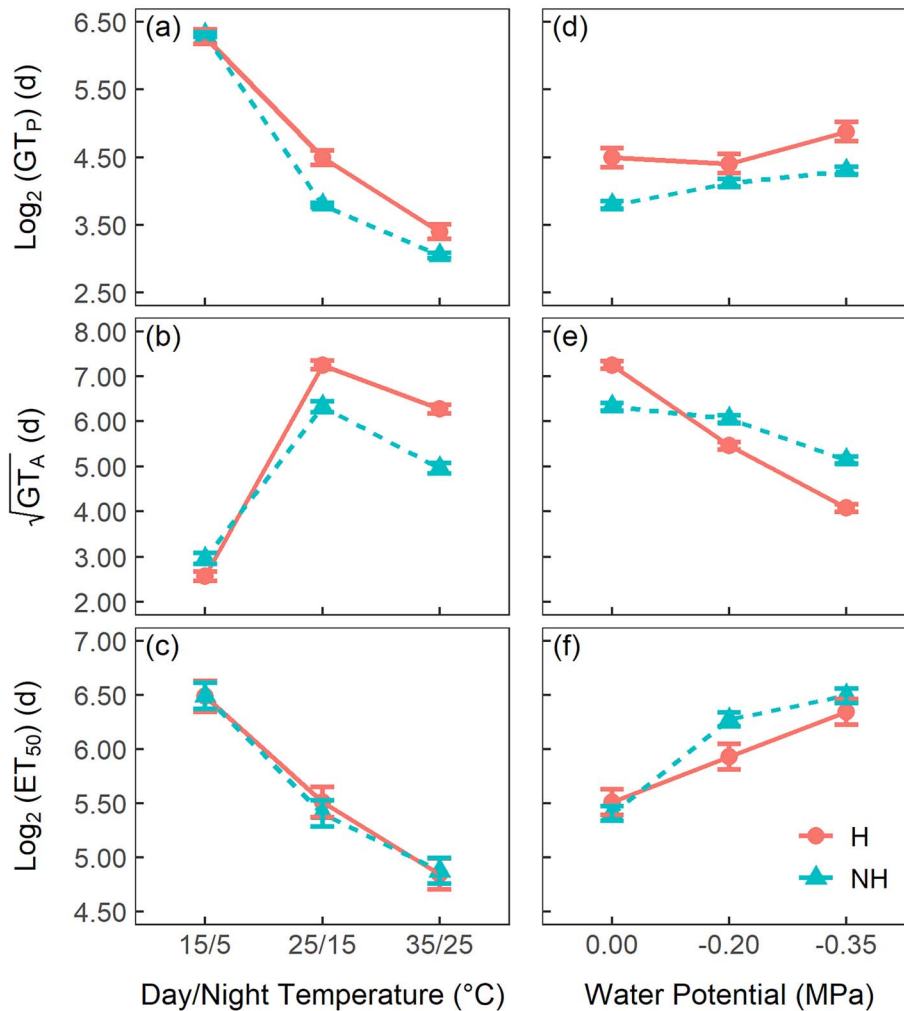 (a)
Log₂ (GTₚ) (d)
6.50
5.50
4.50
3.50
2.50
(d)
(b)
√GT_A (d)
8.00
7.00
6.00
5.00
4.00
3.00
2.00
(e)
(c)
Log₂ (ET₅₀) (d)
7.00
6.50
6.00
5.50
5.00
4.50
(f)
H
NH
15/5 25/15 35/25
Day/Night Temperature (°C)
0.00 -0.20 -0.35
Water Potential (MPa)